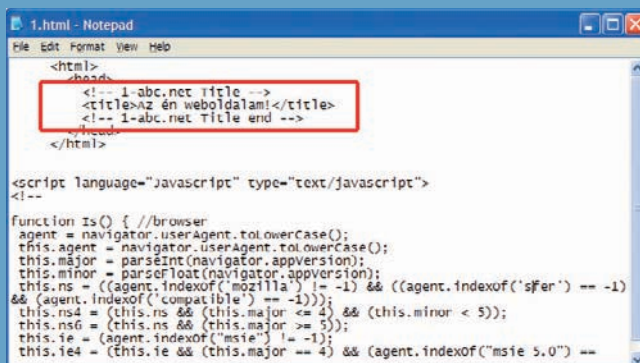 1.html - Notepad
File Edit Format View Help
<html>
<head>
<!-- 1-abc.net Title -->
<title>Az én weboldalam!</title>
<!-- 1-abc.net Title end -->
</head>
</html>
<script language="Javascript" type="text/javascript">
<!--
function Is() { //browser
agent = navigator.userAgent.toLowerCase();
this.agent = navigator.userAgent.toLowerCase();
this.major = parseInt(navigator.appVersion);
this.minor = parseFloat(navigator.appVersion);
this.ns = ((agent.indexOf('mozilla') != -1) && ((agent.indexOf('sfer') == -1)
&& (agent.indexOf('compatible') == -1)));
this.ns4 = (this.ns && (this.major <= 4) && (this.minor < 5));
this.ns6 = (this.ns && (this.major >= 5));
this.ie = (agent.indexOf("msie") != -1);
this.ie4 = (this.ie && (this.major == 4) && (agent.indexOf("msie 5.0") ==